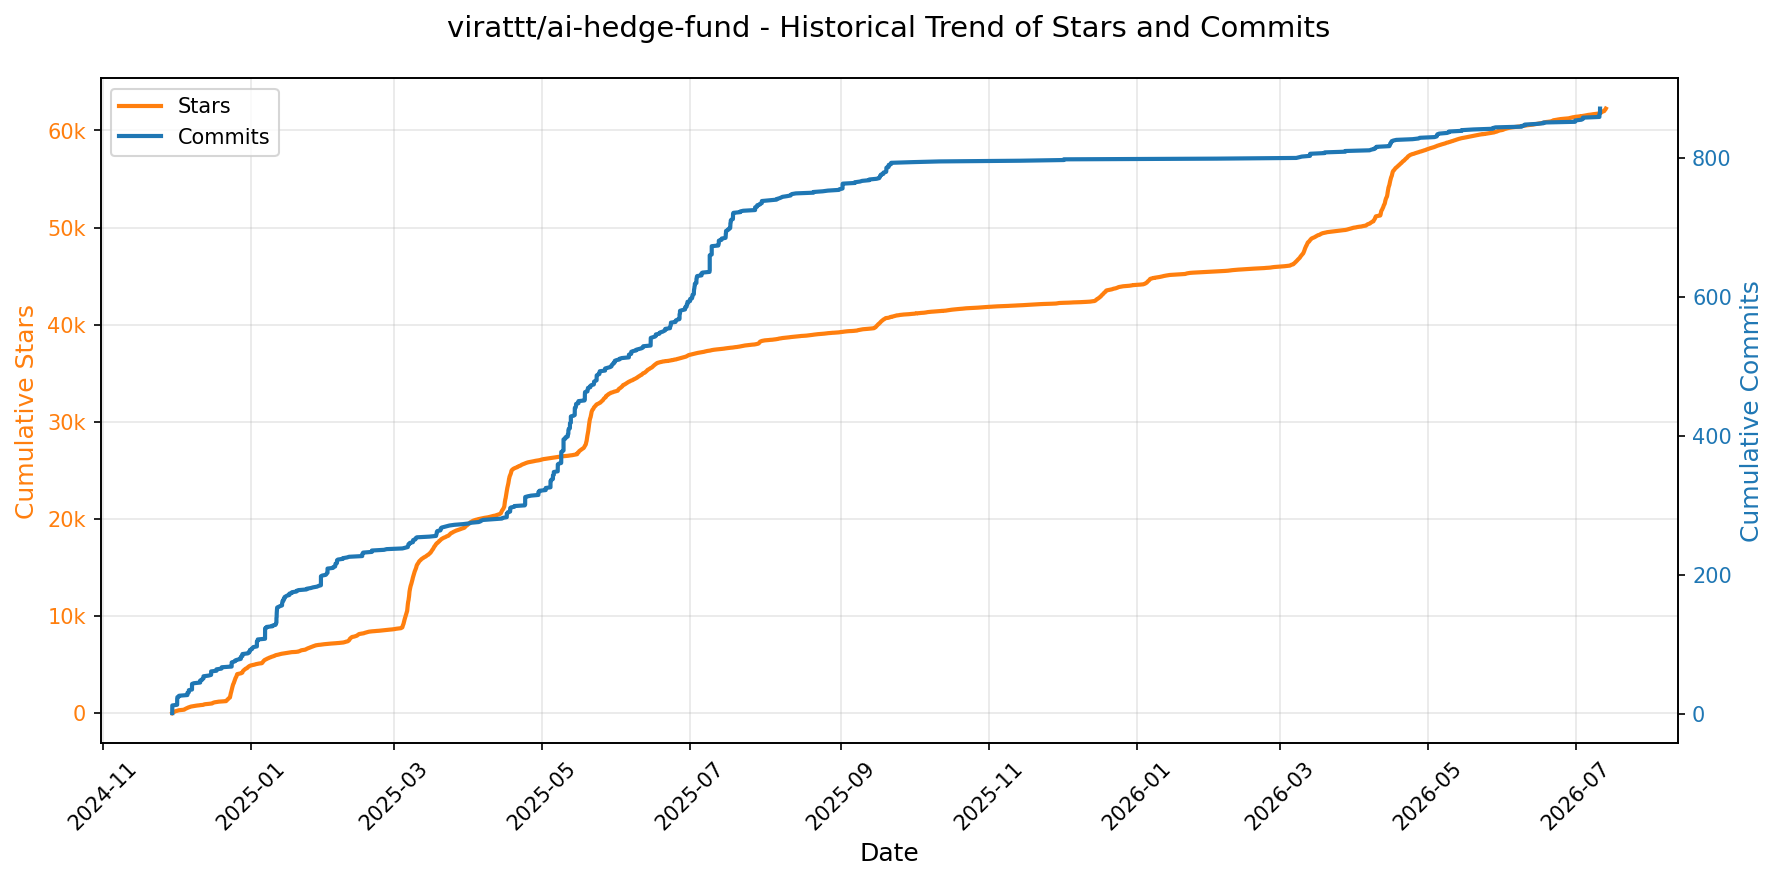 virattt/ai-hedge-fund - Historical Trend of Stars and Commits
Stars
Commits
60k
50k
40k
30k
20k
10k
0
Cumulative Stars
800
600
400
200
0
Cumulative Commits
2024-11
2025-01
2025-03
2025-05
2025-07
2025-09
2025-11
2026-01
2026-03
2026-05
2026-07
Date